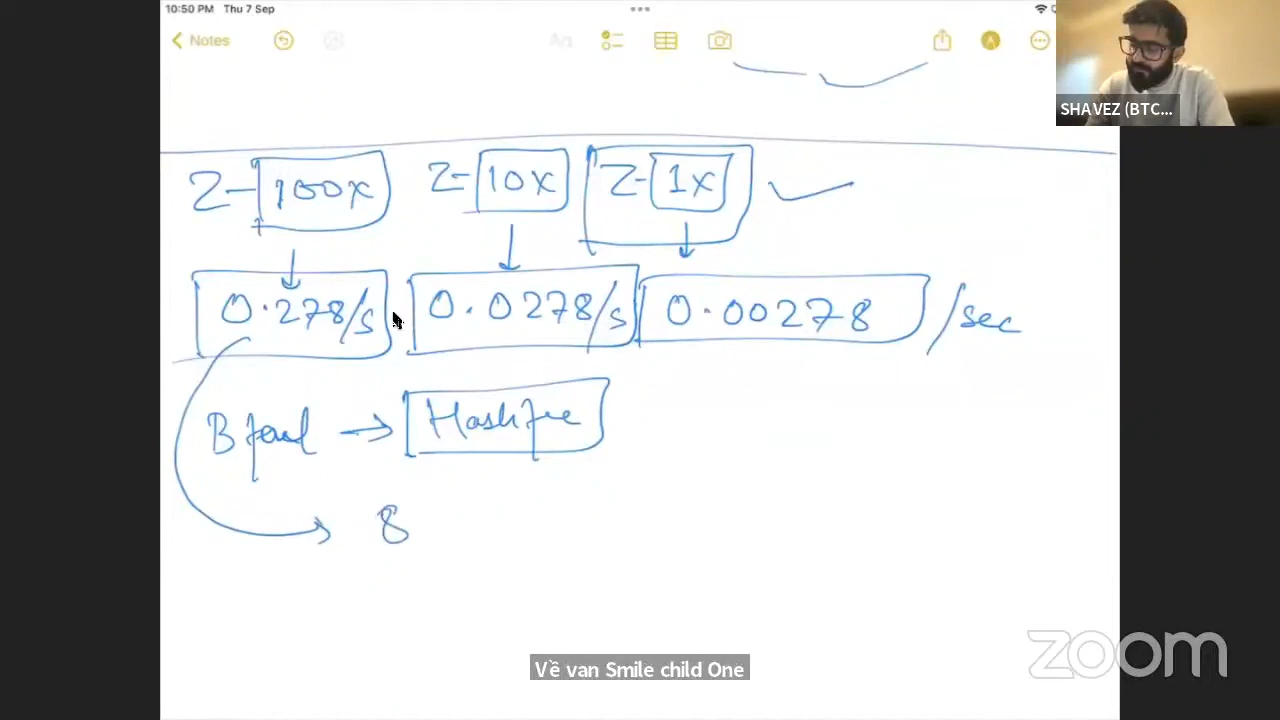 10:50 PM Thu 7 Sep
Notes
SHAVEZ (BTC...
Z-100x Z-10x Z-1x
0.278/s 0.0278/s 0.00278 /sec
8
Về van Smile child One
zoom